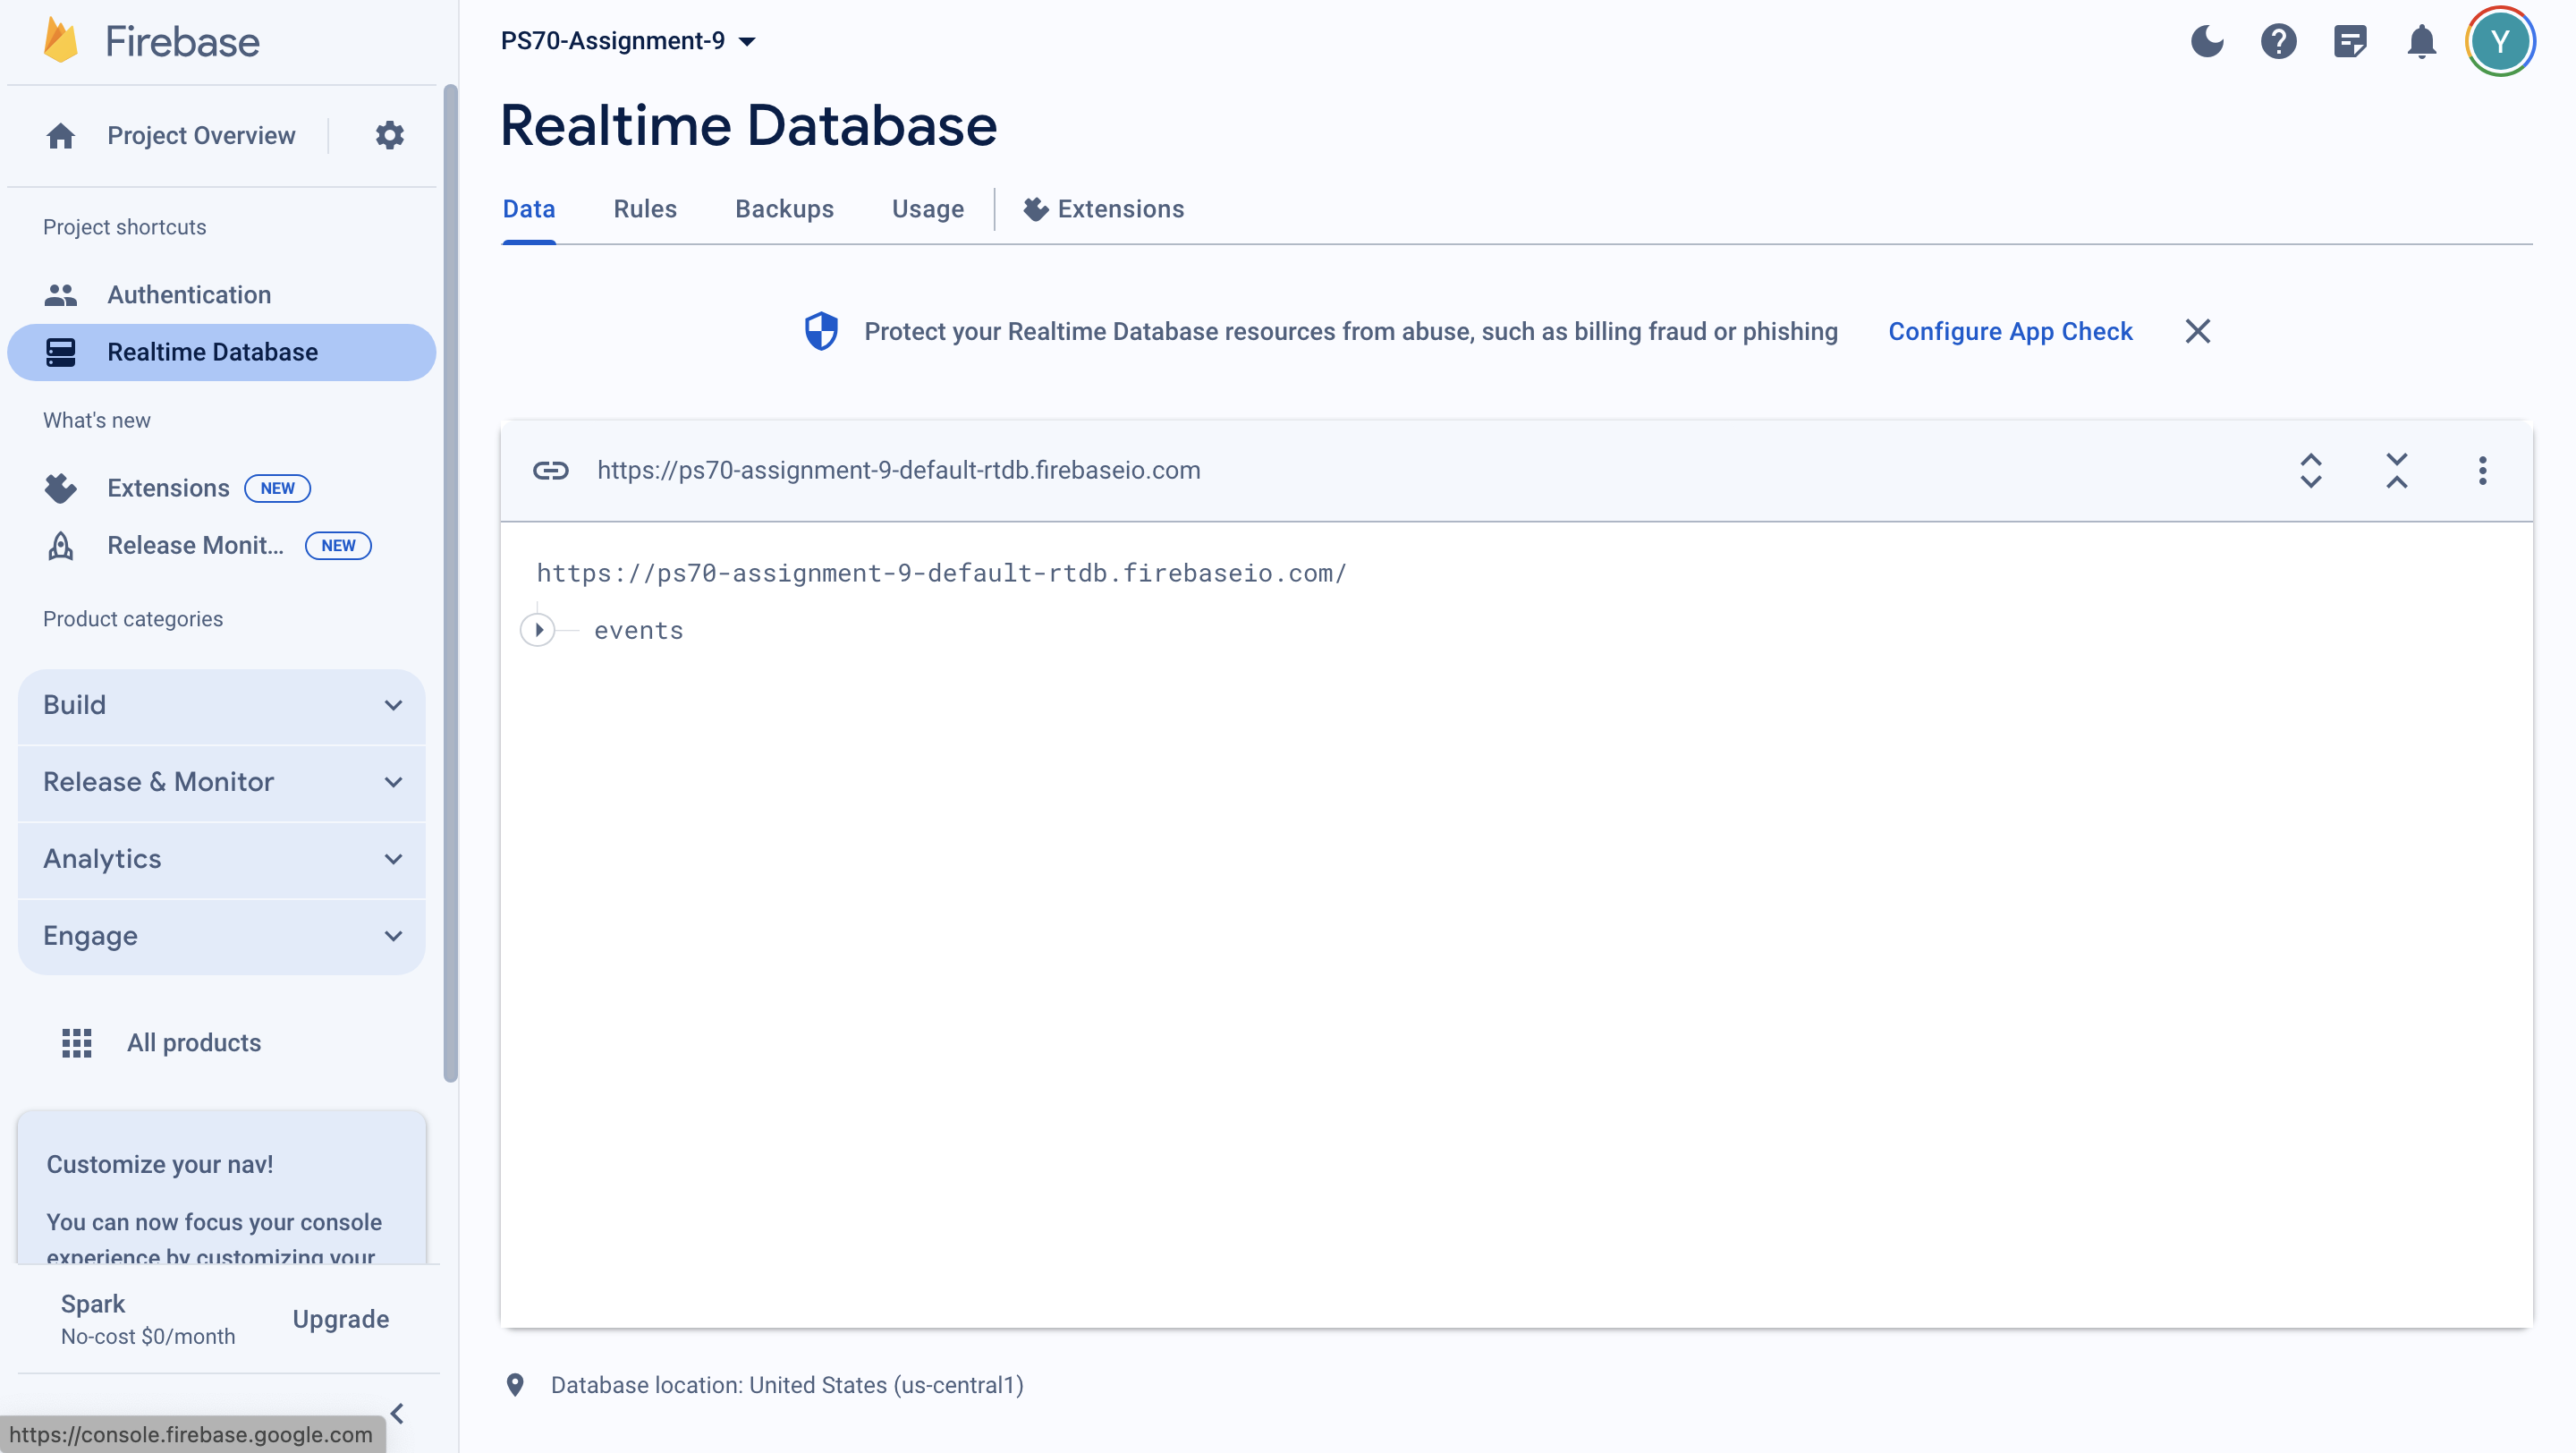 Firebase
Project Overview
Project shortcuts
Authentication
Realtime Database
What's new
Extensions NEW
Release Monit... NEW
Product categories
Build
Release & Monitor
Analytics
Engage
All products
Customize your nav!
You can now focus your console
experience by customizing your
Spark
No-cost $0/month
Upgrade
https://console.firebase.google.com
PS70-Assignment-9
Y
Realtime Database
Data Rules Backups Usage Extensions
Protect your Realtime Database resources from abuse, such as billing fraud or phishing Configure App Check
https://ps70-assignment-9-default-rtdb.firebaseio.com
https://ps70-assignment-9-default-rtdb.firebaseio.com/
events
Database location: United States (us-central1)